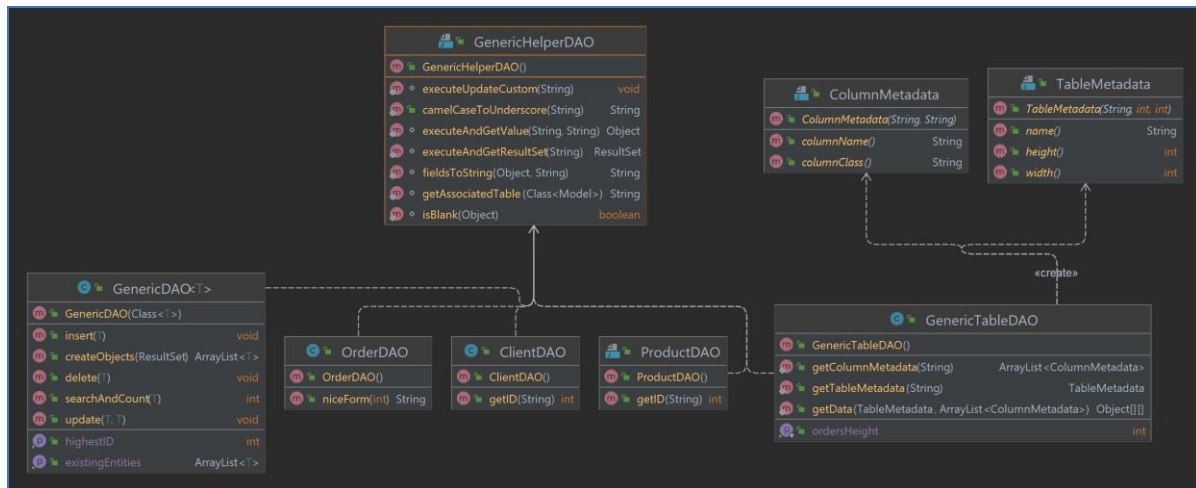 GenericHelperDAO
GenericHelperDAO()
executeUpdateCustom(String) void
camelCaseToUnderscore(String) String
executeAndGetValue(String, String) Object
executeAndGetResultSet(String) ResultSet
fieldsToString(Object, String) String
getAssociatedTable(Class<Model>) String
isBlank(Object) boolean
ColumnMetadata
ColumnMetadata(String, String)
columnName() String
columnClass() String
TableMetadata
TableMetadata(String, int, int)
name() String
height() int
width() int
«create»
GenericDAO<T>
GenericDAO(Class<T>)
insert(T) void
createObjects(ResultSet) ArrayList<T>
delete(T) void
searchAndCount(T) int
update(T, T) void
highestID int
existingEntities ArrayList<T>
OrderDAO
OrderDAO()
niceForm(int) String
ClientDAO
ClientDAO()
getID(String) int
ProductDAO
ProductDAO()
getID(String) int
GenericTableDAO
GenericTableDAO()
getColumnMetadata(String) ArrayList<ColumnMetadata>
getTableMetadata(String) TableMetadata
getData(TableMetadata, ArrayList<ColumnMetadata>) Object[][]
ordersHeight int